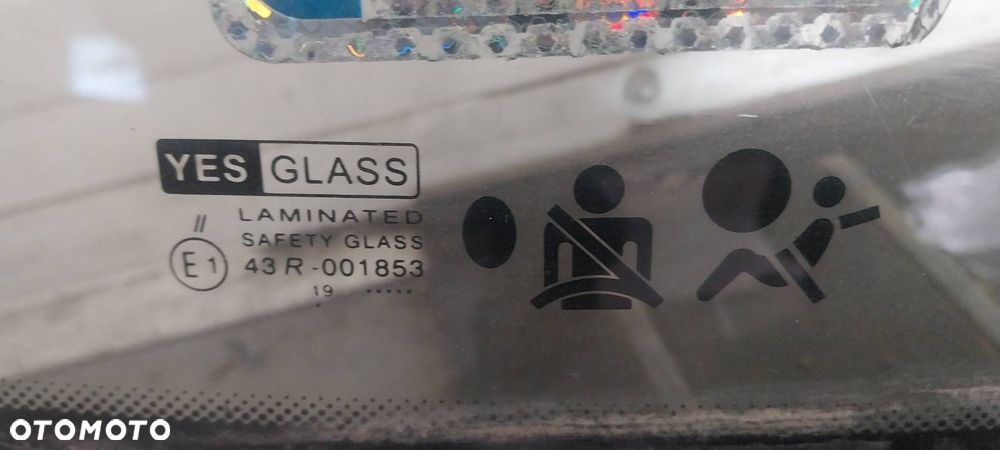 YES GLASS
LAMINATED
SAFETY GLASS
//
E1 43 R - 001853
19 .....
.
OTOMOTO